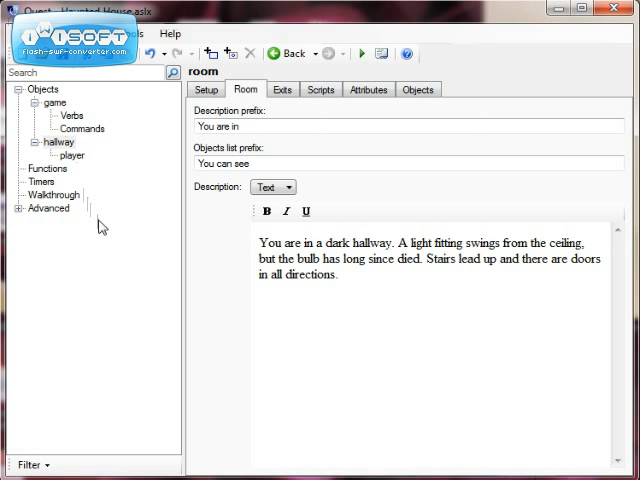 Quest - Haunted House.aslx
iWiSOFT
flash-swf-converter.com
Help
Back
Search
Objects
game
Verbs
Commands
hallway
player
Functions
Timers
Walkthrough
Advanced
Filter
room
Setup
Room
Exits
Scripts
Attributes
Objects
Description prefix:
You are in
Objects list prefix:
You can see
Description:
Text
B I U
You are in a dark hallway. A light fitting swings from the ceiling,
but the bulb has long since died. Stairs lead up and there are doors
in all directions.